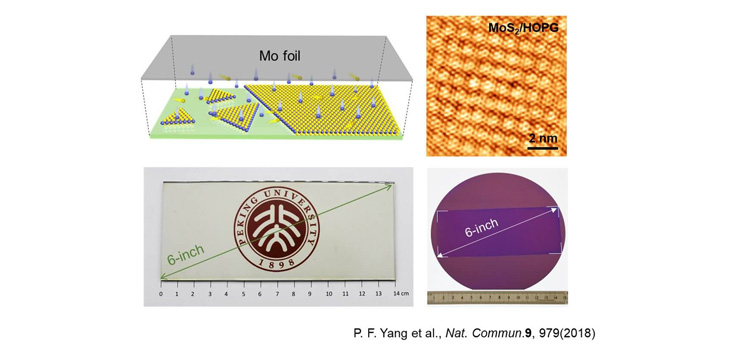 Mo foil
MoS2/HOPG
2 nm
PEKING UNIVERSITY
1898
6-inch
0 1 2 3 4 5 6 7 8 9 10 11 12 13 14 cm
6-inch
P. F. Yang et al., Nat. Commun.9, 979(2018)